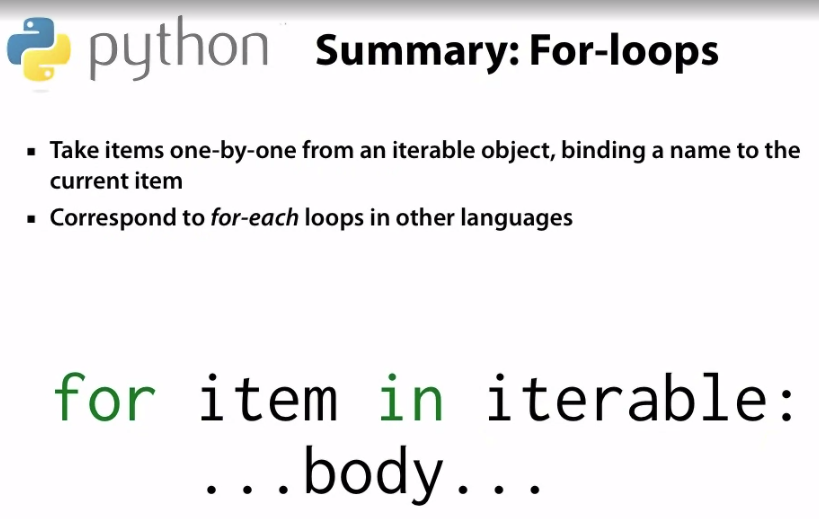 python
Summary: For-loops
Take items one-by-one from an iterable object, binding a name to the
current item
Correspond to for-each loops in other languages
for item in iterable:
...body...